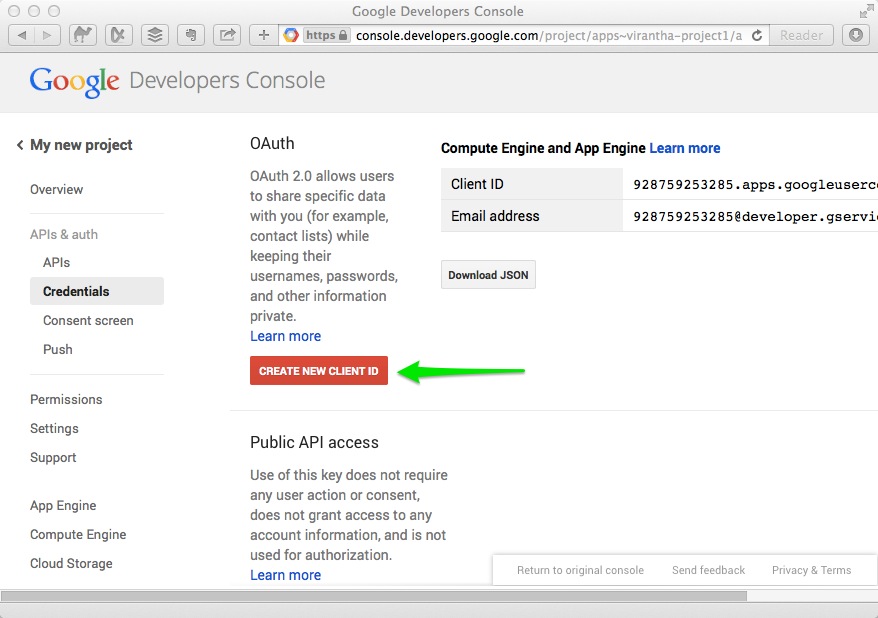 Google Developers Console
https console.developers.google.com/project/apps~virantha-project1/a
Reader
Google Developers Console
My new project
Overview
APIs & auth
APIs
Credentials
Consent screen
Push
Permissions
Settings
Support
App Engine
Compute Engine
Cloud Storage
OAuth
OAuth 2.0 allows users
to share specific data
with you (for example,
contact lists) while
keeping their
usernames, passwords,
and other information
private.
Learn more
CREATE NEW CLIENT ID
Compute Engine and App Engine Learn more
Client ID 928759253285.apps.googleuserc
Email address 928759253285@developer.gservi
Download JSON
Public API access
Use of this key does not require
any user action or consent,
does not grant access to any
account information, and is not
used for authorization.
Learn more
Return to original console Send feedback Privacy & Terms